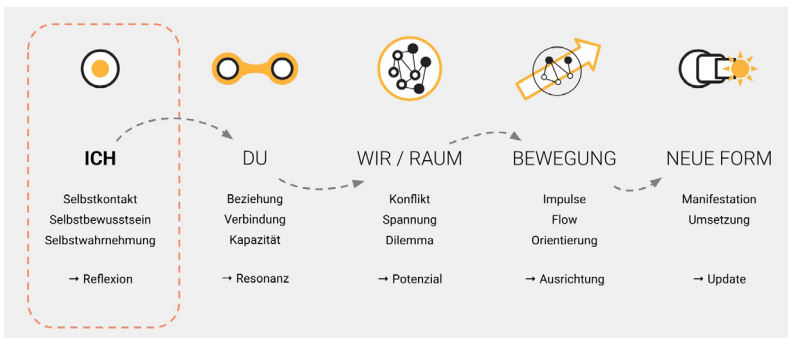 ICH
Selbstkontakt
Selbstbewusstsein
Selbstwahrnehmung
→ Reflexion
DU
Beziehung
Verbindung
Kapazität
→ Resonanz
WIR / RAUM
Konflikt
Spannung
Dilemma
→ Potenzial
BEWEGUNG
Impulse
Flow
Orientierung
→ Ausrichtung
NEUE FORM
Manifestation
Umsetzung
→ Update